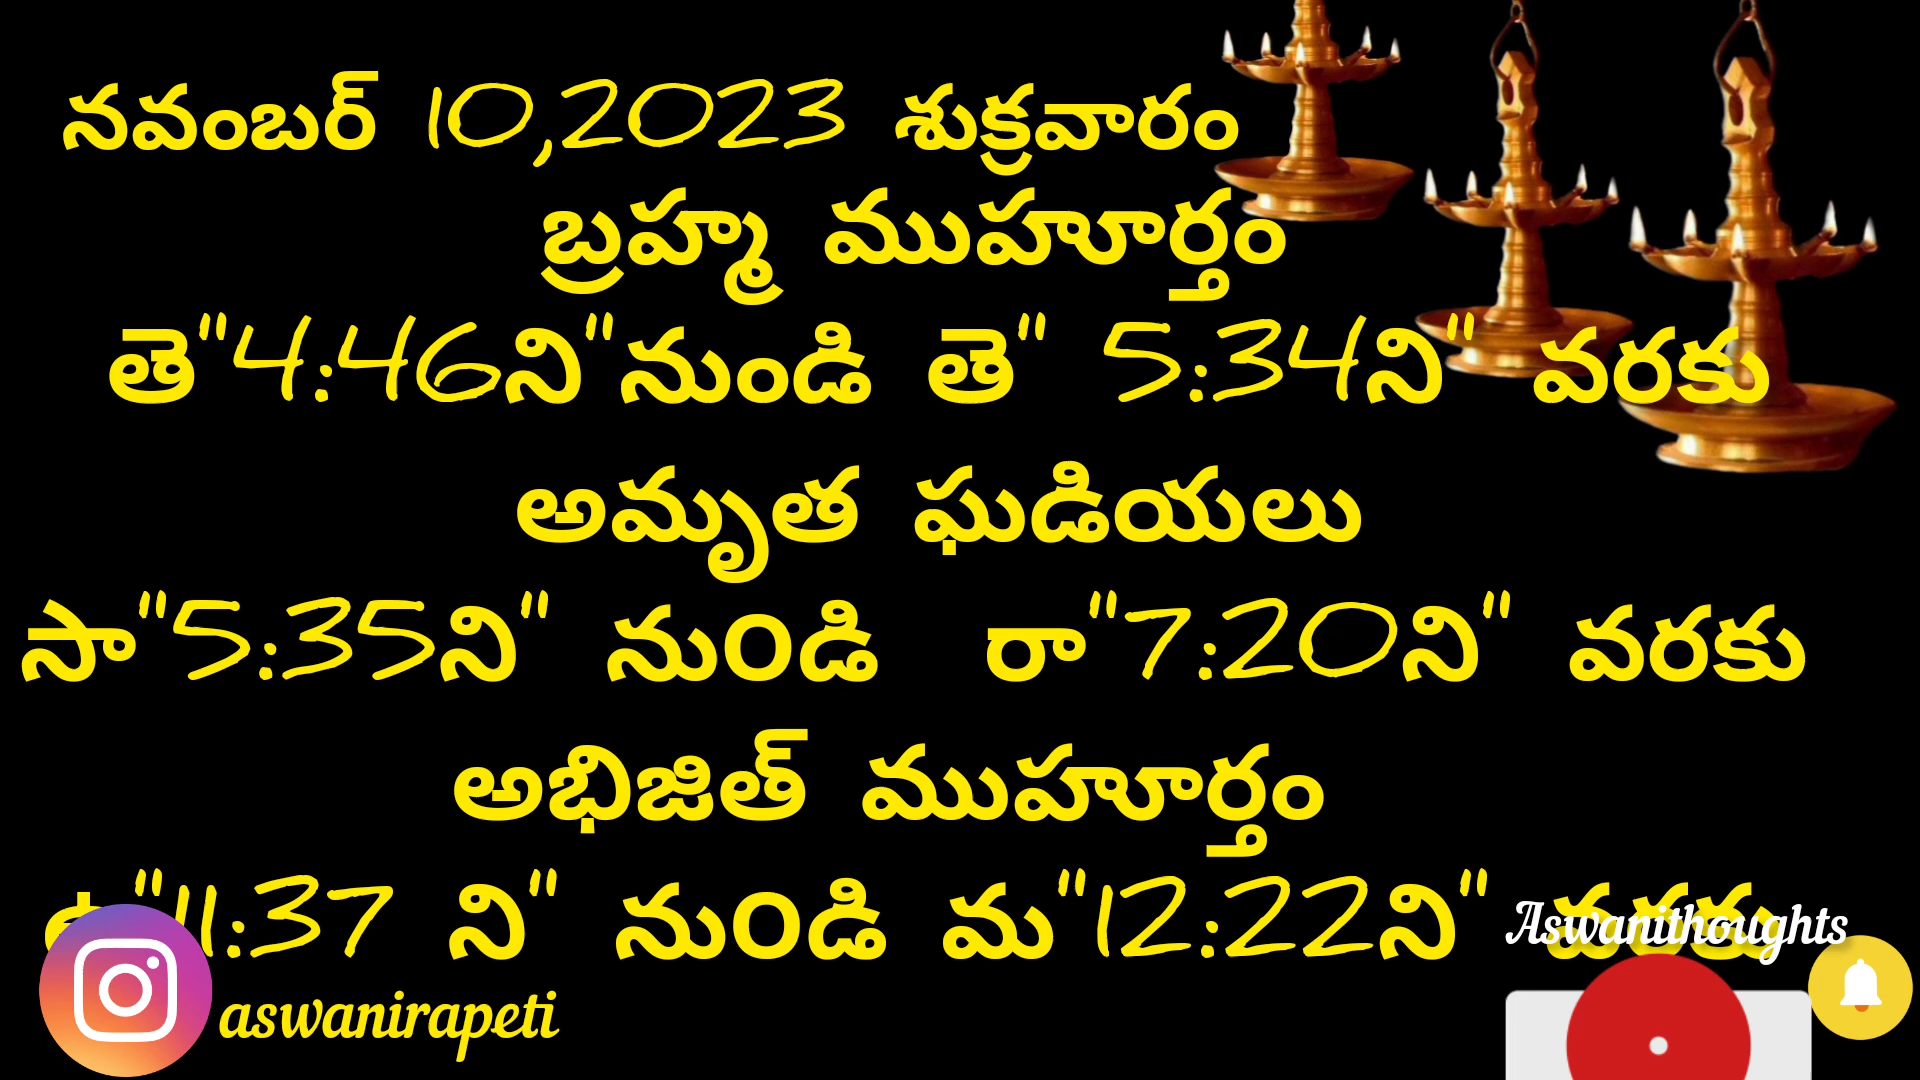 నవంబర్ 10,2023 శుక్రవారం
బ్రహ్మ ముహూర్తం
తె"4:46ని"నుండి తె" 5:34ని" వరకు
అమృత ఘడియలు
సా"5:35ని" నుండి రా"7:20ని" వరకు
అభిజిత్ ముహూర్తం
ఉ"11:37 ని" నుండి మ"12:22ని" వరకు
Aswanithoughts
aswanirapeti